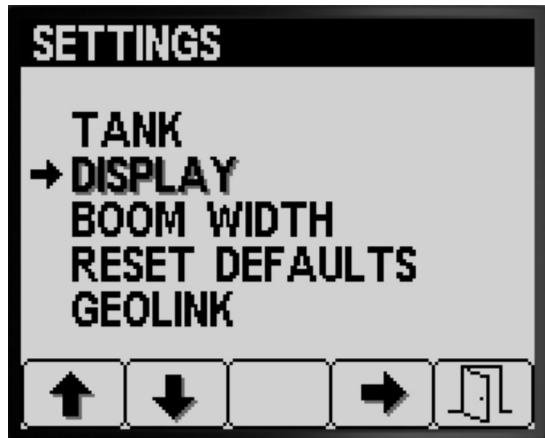 SETTINGS
TANK
DISPLAY
BOOM WIDTH
RESET DEFAULTS
GEOLINK